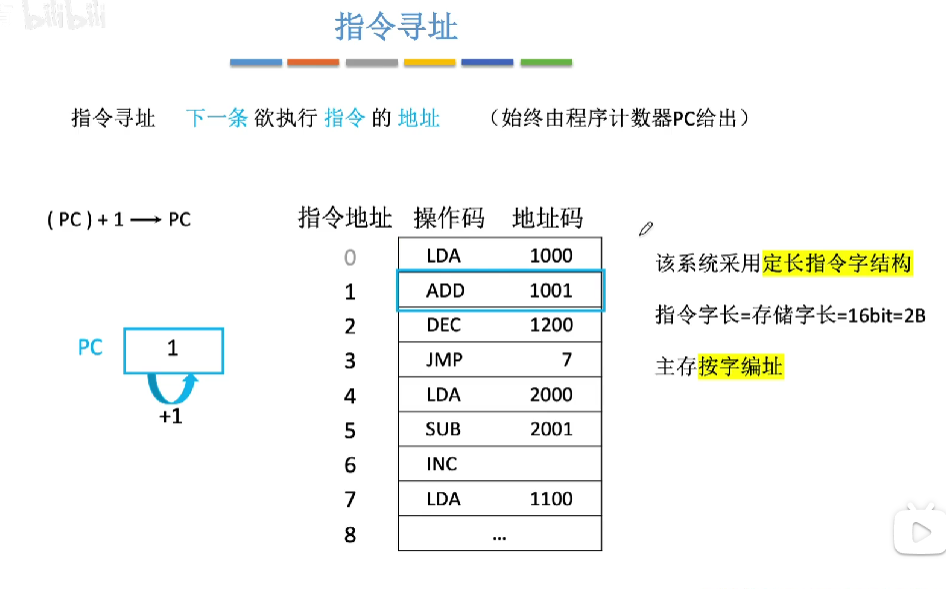 bilibili
指令寻址
指令寻址 下一条 欲执行 指令 的 地址 （始终由程序计数器PC给出）
( PC ) + 1 → PC
指令地址 操作码 地址码
0 LDA 1000
1 ADD 1001
2 DEC 1200
3 JMP 7
4 LDA 2000
5 SUB 2001
6 INC
7 LDA 1100
8 ...
PC 1
+1
该系统采用定长指令字结构
指令字长=存储字长=16bit=2B
主存按字编址